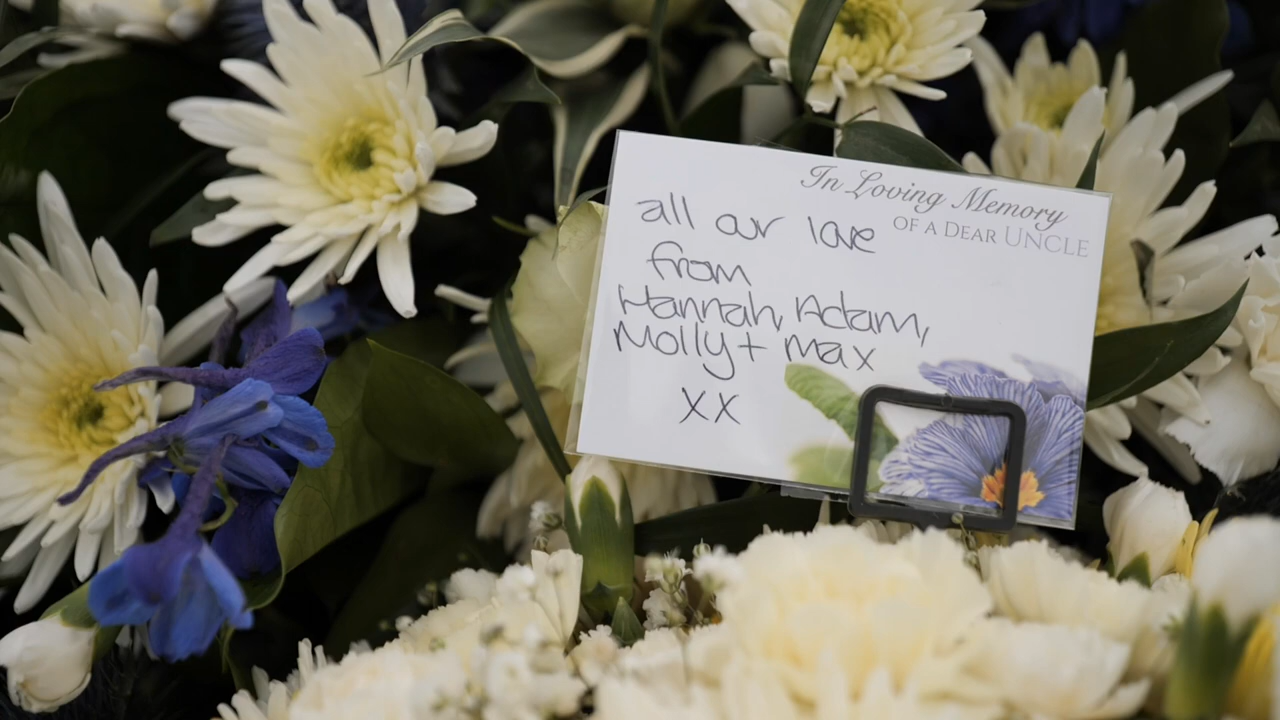 In Loving Memory
OF A DEAR UNCLE
all our love
from
Hannah, Adam,
Molly + Max
xx